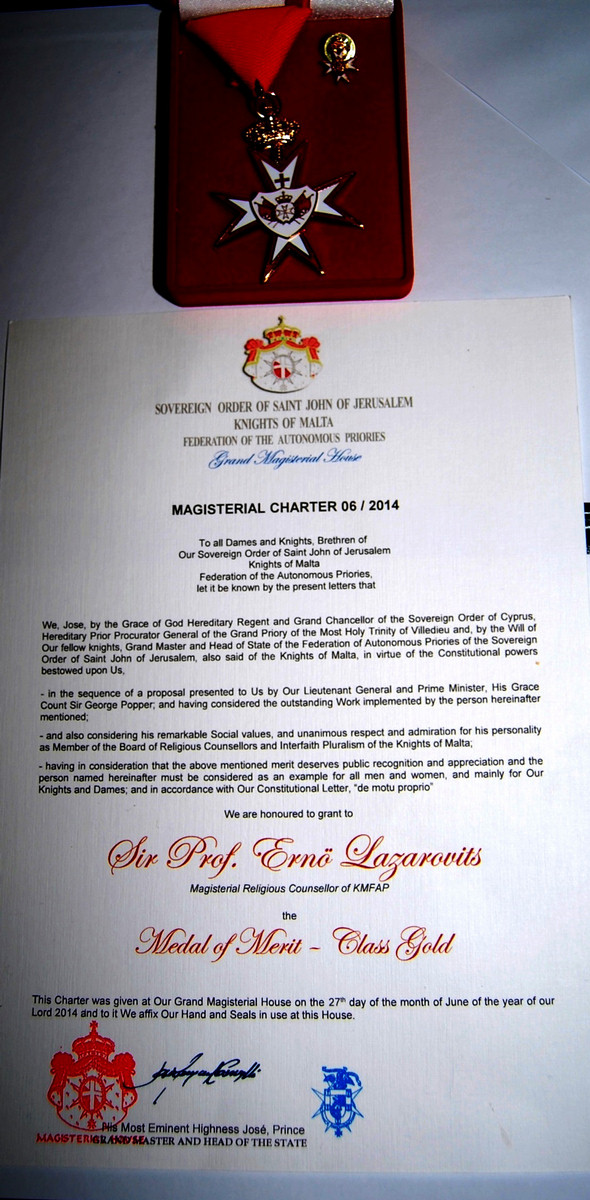 SOVEREIGN ORDER OF SAINT JOHN OF JERUSALEM
KNIGHTS OF MALTA
FEDERATION OF THE AUTONOMOUS PRIORIES
Grand Magisterial House
MAGISTERIAL CHARTER 06 / 2014
To all Dames and Knights, Brethren of
Our Sovereign Order of Saint John of Jerusalem
Knights of Malta
Federation of the Autonomous Priories,
let it be known by the present letters that
We, Jose, by the Grace of God Hereditary Regent and Grand Chancellor of the Sovereign Order of Cyprus,
Hereditary Prior Procurator General of the Grand Priory of the Most Holy Trinity of Villedieu and, by the Will of
Our fellow knights, Grand Master and Head of State of the Federation of Autonomous Priories of the Sovereign
Order of Saint John of Jerusalem, also said of the Knights of Malta, in virtue of the Constitutional powers
bestowed upon Us,
- in the sequence of a proposal presented to Us by Our Lieutenant General and Prime Minister, His Grace
Count Sir George Popper; and having considered the outstanding Work implemented by the person hereinafter
mentioned;
- and also considering his remarkable Social values, and unanimous respect and admiration for his personality
as Member of the Board of Religious Counsellors and Interfaith Pluralism of the Knights of Malta;
- having in consideration that the above mentioned merit deserves public recognition and appreciation and the
person named hereinafter must be considered as an example for all men and women, and mainly for Our
Knights and Dames; and in accordance with Our Constitutional Letter, "de motu proprio"
We are honoured to grant to
Sir Prof. Ernö Lazarovits
Magisterial Religious Counsellor of KMFAP
the
Medal of Merit – Class Gold
This Charter was given at Our Grand Magisterial House on the 27th day of the month of June of the year of our
Lord 2014 and to it We affix Our Hand and Seals in use at this House.
His Most Eminent Highness José, Prince
MAGISTERIAL HOUSE
GRAND MASTER AND HEAD OF THE STATE